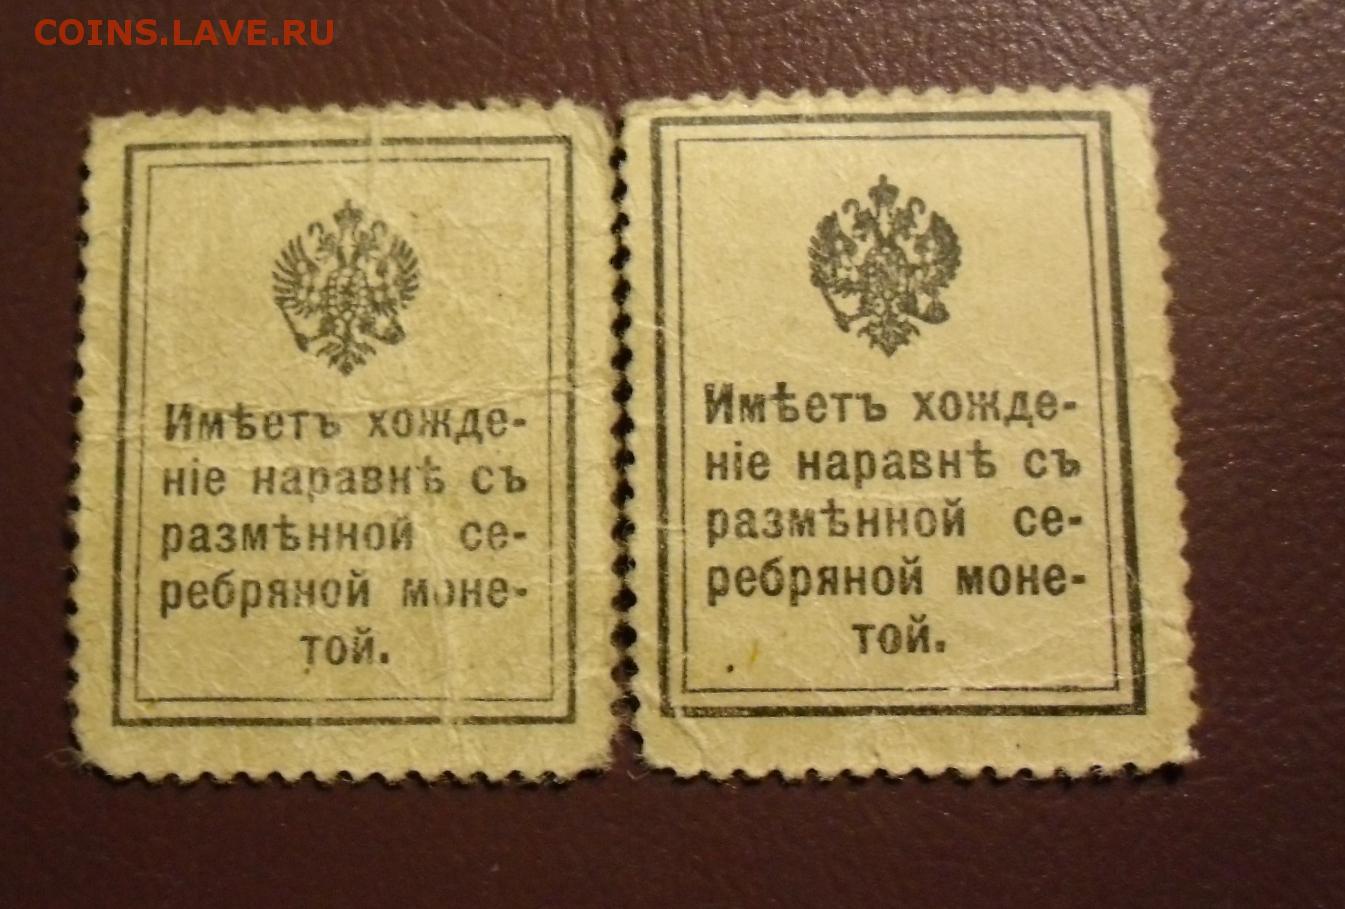 COINS.LAVE.RU
Имѣетъ хожде-
ніе наравнѣ съ
размѣнной се-
ребряной моне-
той.
Имѣетъ хожде-
ніе наравнѣ съ
размѣнной се-
ребряной моне-
той.